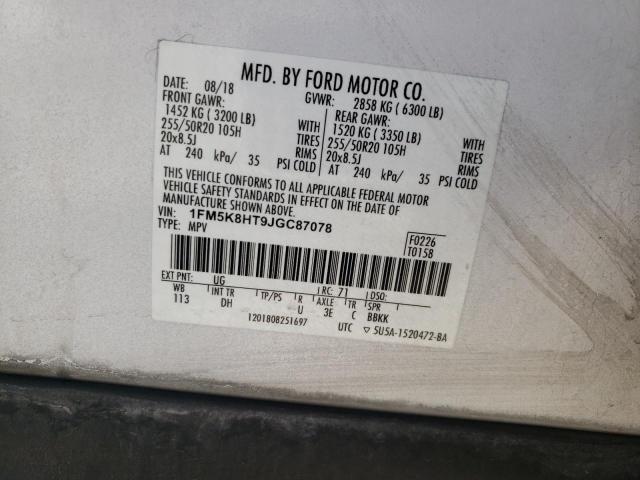 MFD. BY FORD MOTOR CO.
DATE: 08/18 GVWR: 2858 KG ( 6300 LB)
FRONT GAWR: REAR GAWR:
1452 KG ( 3200 LB) WITH 1520 KG ( 3350 LB) WITH
255/50R20 105H TIRES 255/50R20 105H TIRES
20x8.5J RIMS 20x8.5J RIMS
AT 240 kPa/ 35 PSI COLD AT 240 kPa/ 35 PSI COLD
THIS VEHICLE CONFORMS TO ALL APPLICABLE FEDERAL MOTOR
VEHICLE SAFETY STANDARDS IN EFFECT ON THE DATE OF
MANUFACTURE SHOWN ABOVE.
VIN: 1FM5K8HT9JGC87078 F0226
TYPE: MPV T0158
EXT PNT: UG RC: 71 DSO:
WB INT TR TP/PS R AXLE TR SPR
113 DH U 3E C BBKK
1201808251697 UTC ▽ 5U5A-1520472-BA